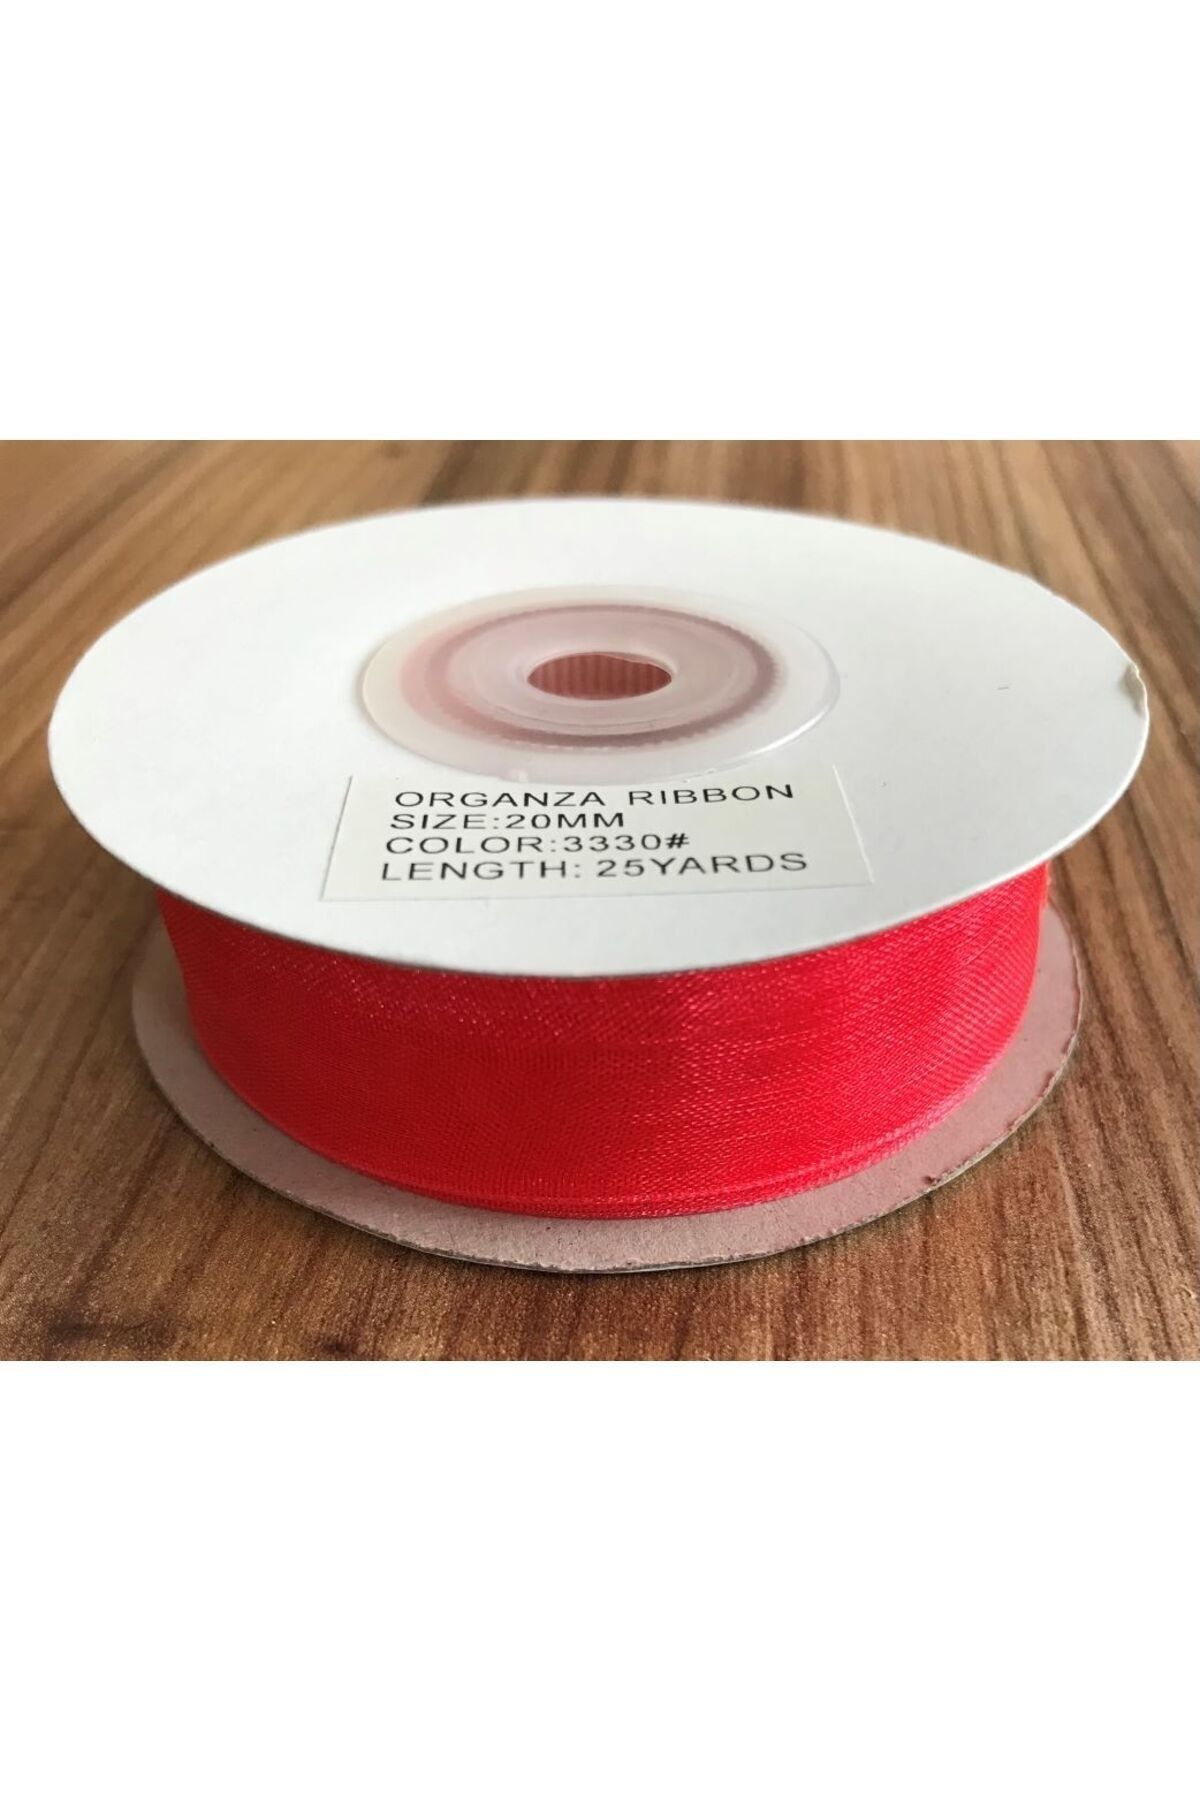 ORGANZA RIBBON
SIZE:20MM
COLOR:3330#
LENGTH: 25YARDS